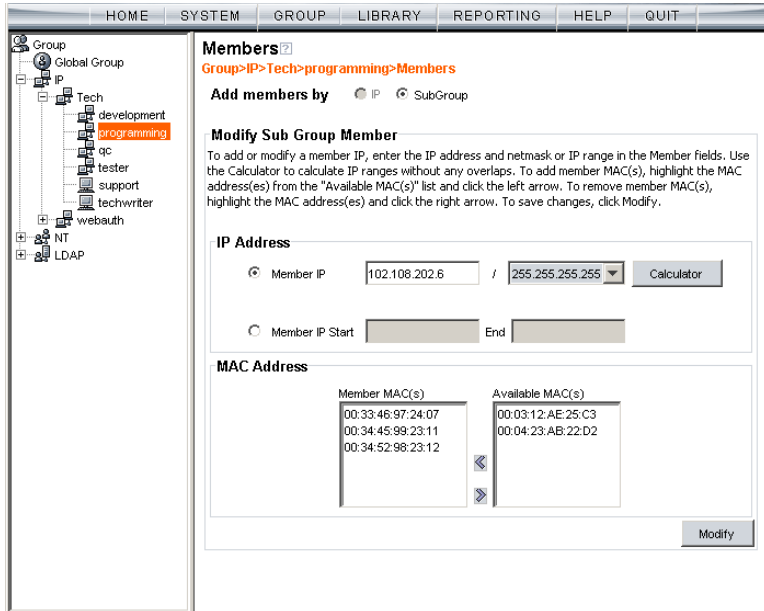 HOME SYSTEM GROUP LIBRARY REPORTING HELP QUIT
Group
Global Group
IP
Tech
development
programming
qc
tester
support
techwriter
webauth
NT
LDAP
Members?
Group>IP>Tech>programming>Members
Add members by IP SubGroup
Modify Sub Group Member
To add or modify a member IP, enter the IP address and netmask or IP range in the Member fields. Use
the Calculator to calculate IP ranges without any overlaps. To add member MAC(s), highlight the MAC
address(es) from the "Available MAC(s)" list and click the left arrow. To remove member MAC(s),
highlight the MAC address(es) and click the right arrow. To save changes, click Modify.
IP Address
Member IP 102.108.202.6 / 255.255.255.255 Calculator
Member IP Start End
MAC Address
Member MAC(s) Available MAC(s)
00:33:46:97:24:07 00:03:12:AE:25:C3
00:34:45:99:23:11 00:04:23:AB:22:D2
00:34:52:98:23:12
Modify